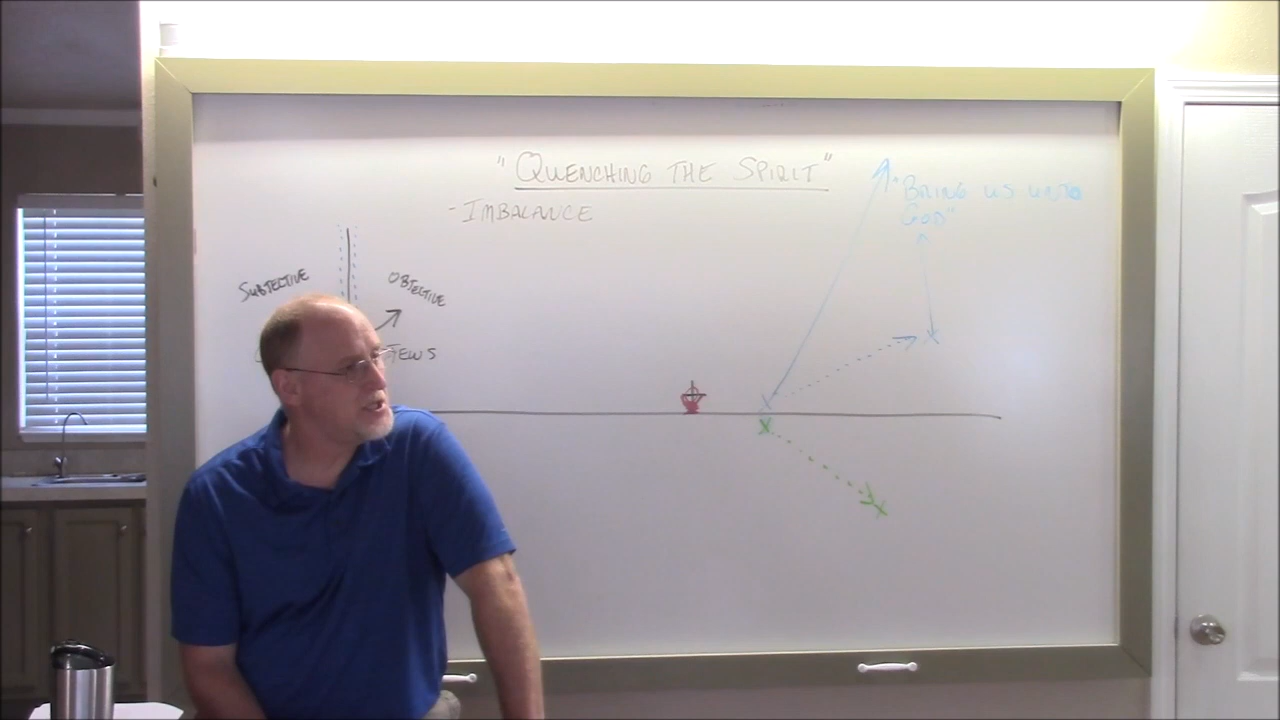 "QUENCHING THE SPIRIT"
- IMBALANCE
"BRING US UNTO
GOD"
SUBJECTIVE
OBJECTIVE
JEWS